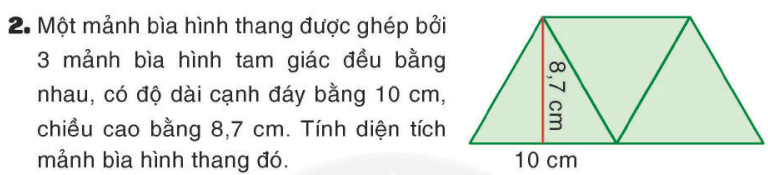 2. Một mảnh bìa hình thang được ghép bởi
3 mảnh bìa hình tam giác đều bằng
nhau, có độ dài cạnh đáy bằng 10 cm,
chiều cao bằng 8,7 cm. Tính diện tích
mảnh bìa hình thang đó.
8,7 cm
10 cm